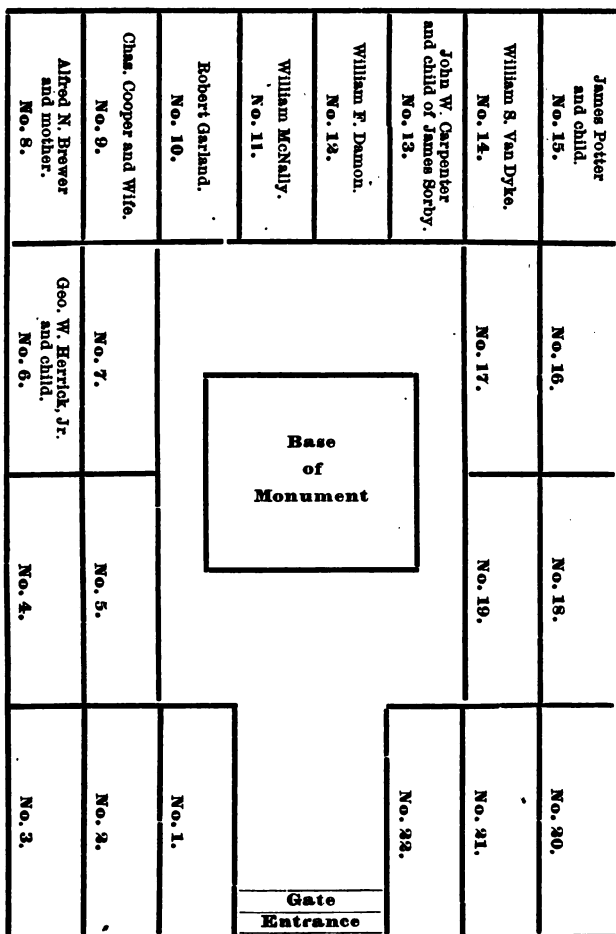 Alfred N. Brewer
and mother.
No. 8.
Chas. Cooper and Wife.
No. 9.
Robert Garland.
No. 10.
William McNally.
No. 11.
William F. Damon.
No. 12.
John W. Carpenter
and child of James Sorby.
No. 13.
William S. Van Dyke.
No. 14.
James Potter
and child.
No. 15.
Geo. W. Herrick, Jr.
and child.
No. 6.
No. 7.
Base
of
Monument
No. 17.
No. 16.
No. 4.
No. 5.
No. 19.
No. 18.
No. 3.
No. 2.
No. 1.
No. 22.
No. 21.
No. 20.
Gate
Entrance